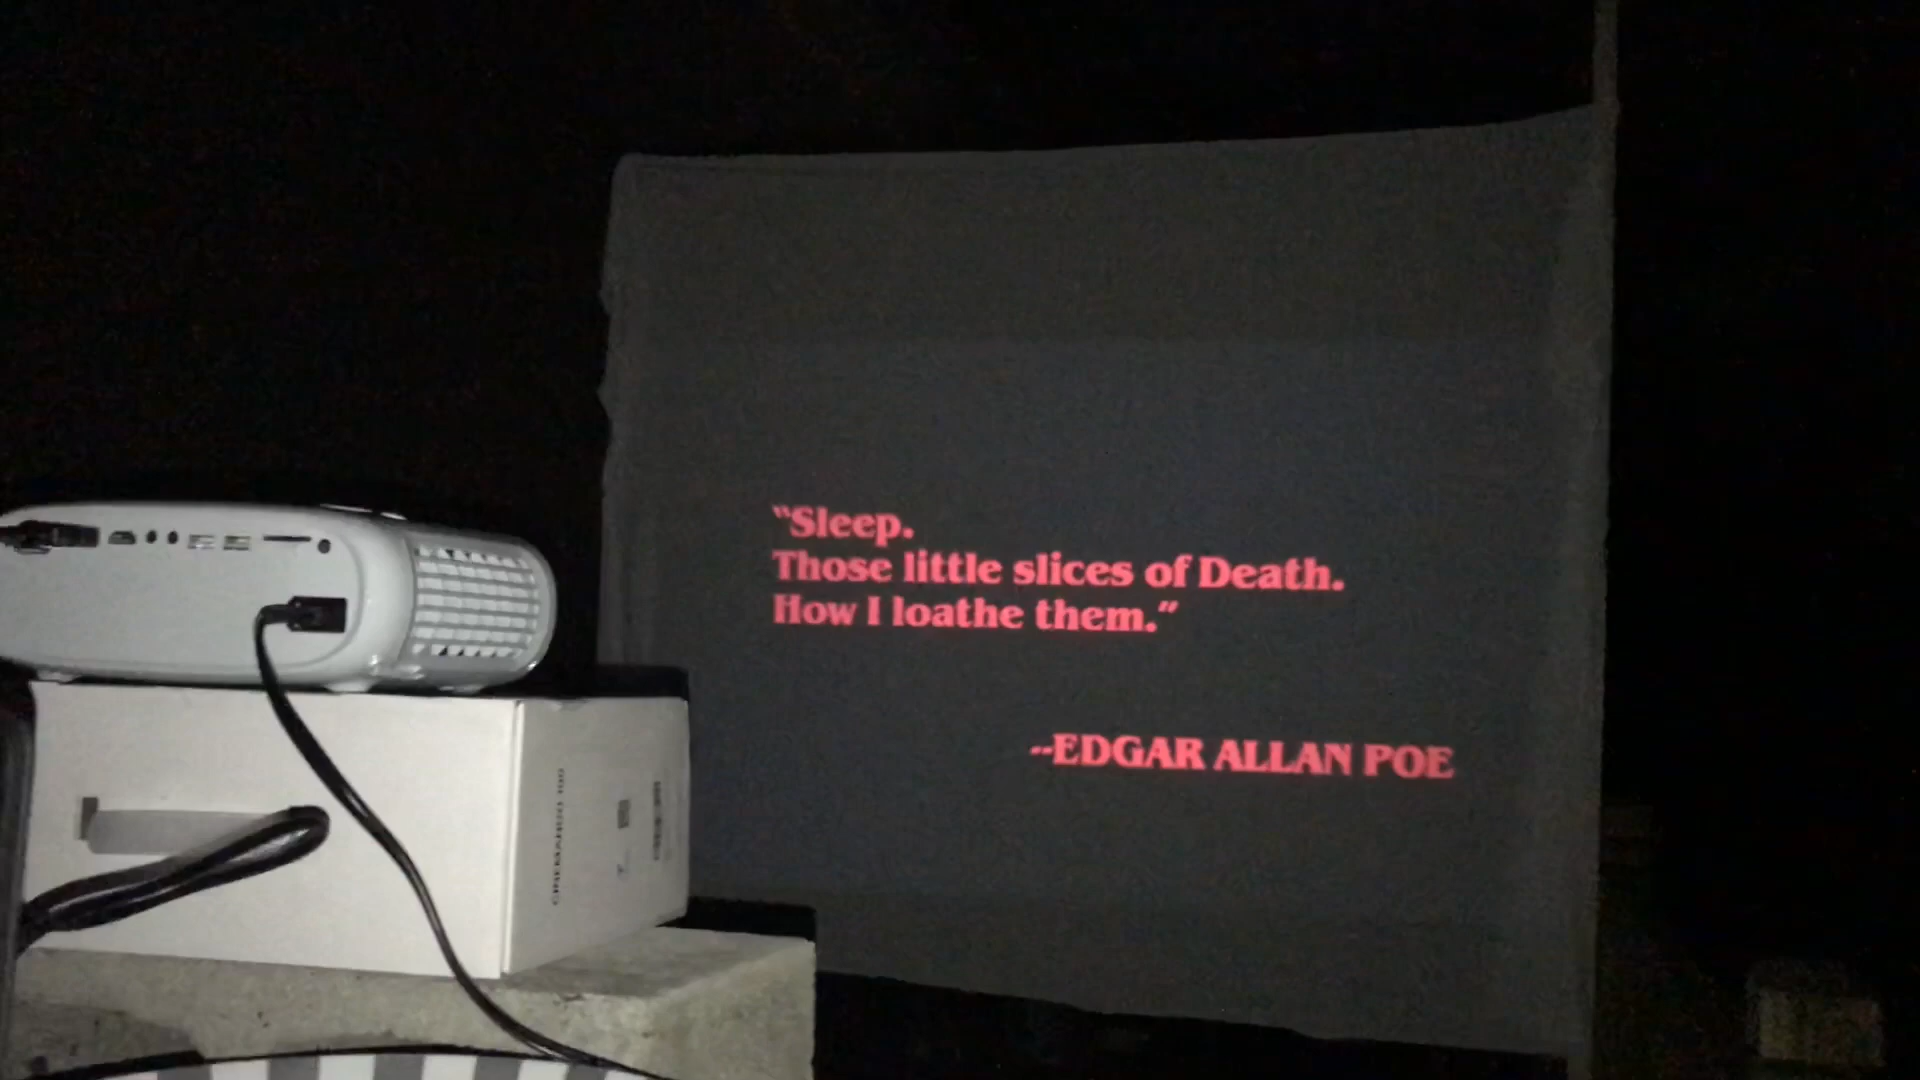 “Sleep.
Those little slices of Death.
How I loathe them.”
--EDGAR ALLAN POE